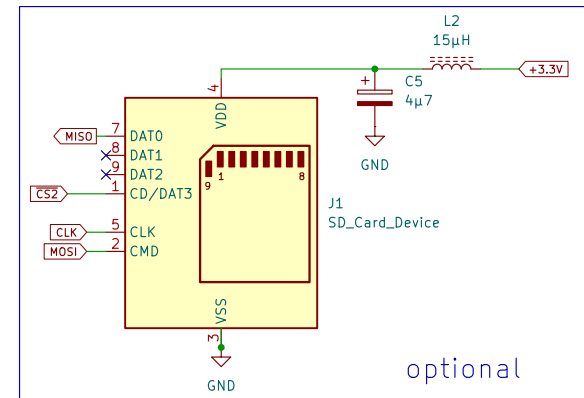 L2
15µH
+3.3V
+
C5
4µ7
GND
4
VDD
MISO
7
DAT0
8
DAT1
9
DAT2
CS2
1
CD/DAT3
CLK
5
CLK
MOSI
2
CMD
1
9
8
J1
SD_Card_Device
VSS
3
GND
optional